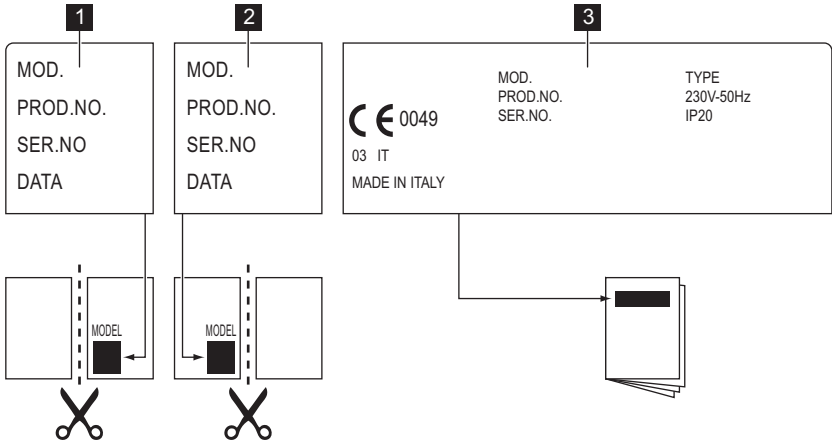 1
MOD.
PROD.NO.
SER.NO
DATA
MODEL
2
MOD.
PROD.NO.
SER.NO
DATA
MODEL
3
CE 0049
03 IT
MADE IN ITALY
MOD.
PROD.NO.
SER.NO.
TYPE
230V-50Hz
IP20